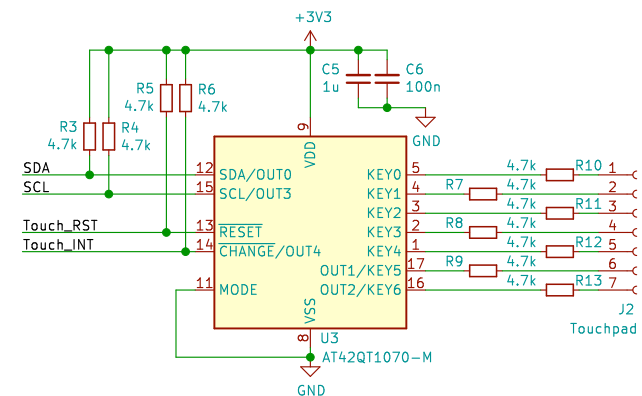 +3V3
C5
1u
C6
100n
GND
R5
4.7k
R6
4.7k
R3
4.7k
R4
4.7k
9
VDD
SDA
12
SDA/OUT0
KEY0
5
4.7k
R10
1
SCL
15
SCL/OUT3
KEY1
4
R7
4.7k
2
KEY2
3
4.7k
R11
3
Touch_RST
13
RESET
KEY3
2
R8
4.7k
4
Touch_INT
14
CHANGE/OUT4
KEY4
1
4.7k
R12
5
OUT1/KEY5
17
R9
4.7k
6
11
MODE
OUT2/KEY6
16
4.7k
R13
7
VSS
8
U3
AT42QT1070-M
GND
J2
Touchpad